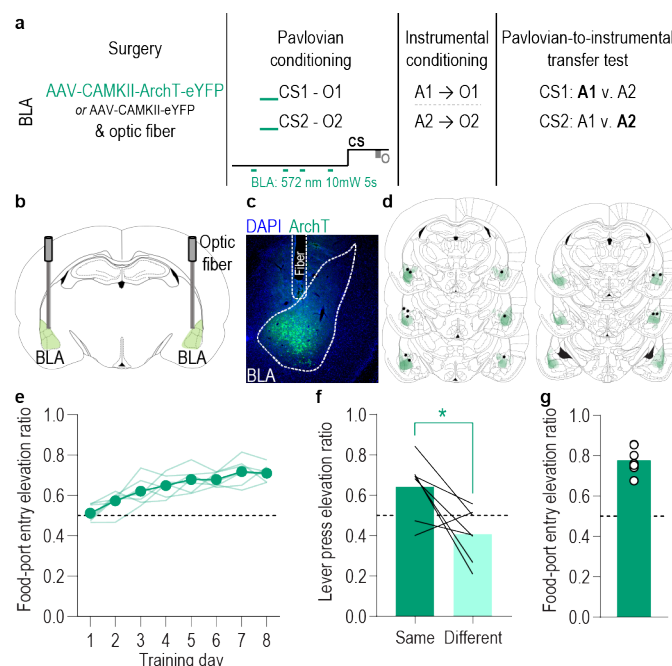 a
Surgery
Pavlovian
conditioning
Instrumental
conditioning
Pavlovian-to-instrumental
transfer test
BLA
AAV-CAMKII-ArchT-eYFP
or AAV-CAMKII-eYFP
& optic fiber
CS1 - O1
CS2 - O2
CS
O
BLA: 572 nm 10mW 5s
A1 → O1
A2 → O2
CS1: A1 v. A2
CS2: A1 v. A2
b
Optic
fiber
BLA
BLA
c
DAPI ArchT
Fiber
BLA
d
e
Food-port entry elevation ratio
1.0
0.8
0.6
0.4
0.2
0.0
1 2 3 4 5 6 7 8
Training day
f
Lever press elevation ratio
1.0
0.8
0.6
0.4
0.2
0.0
*
Same Different
g
Food-port entry elevation ratio
1.0
0.8
0.6
0.4
0.2
0.0